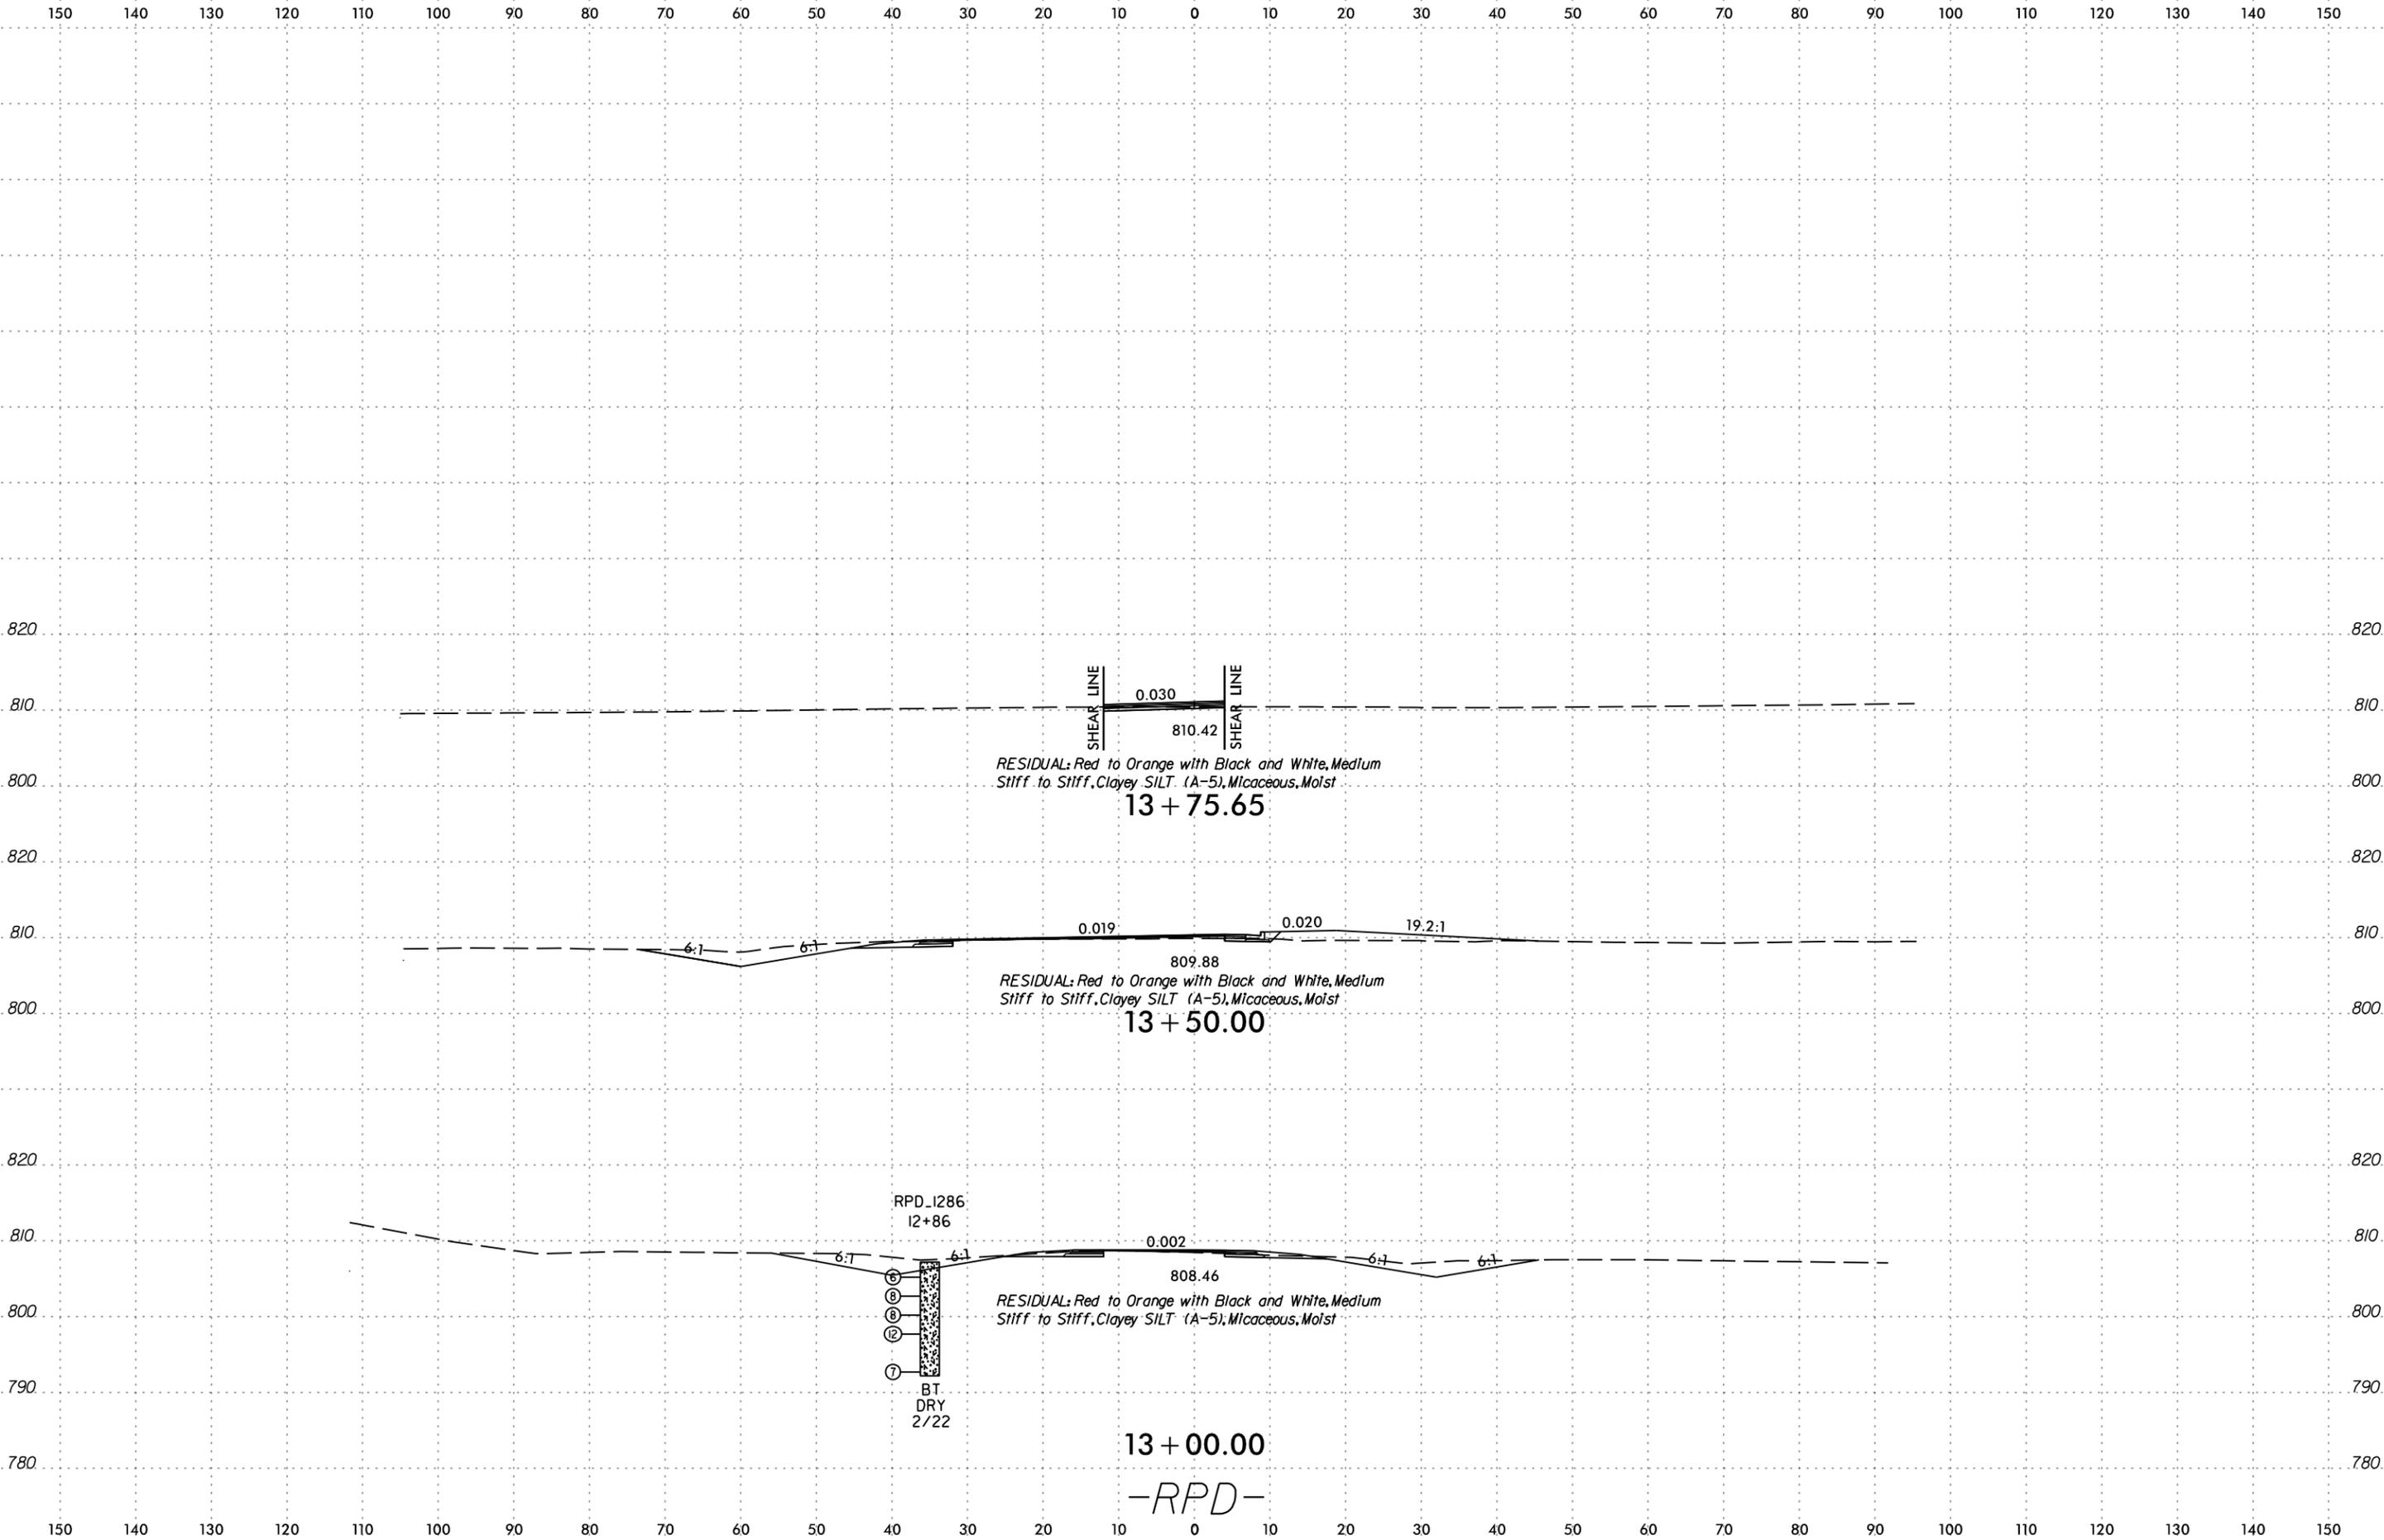 150 140 130 120 110 100 90 80 70 60 50 40 30 20 10 0 10 20 30 40 50 60 70 80 90 100 110 120 130 140 150
820 820
SHEAR LINE
0.030
SHEAR LINE
810 810
810.42
RESIDUAL: Red to Orange with Black and White, Medium
800 Stiff to Stiff, Clayey SILT (A-5), Micaceous, Moist 800
13+75.65
820 820
810 6:1 6:1 0.019 0.020 19.2:1 810
809.88
RESIDUAL: Red to Orange with Black and White, Medium
Stiff to Stiff, Clayey SILT (A-5), Micaceous, Moist
800 800
13+50.00
820 820
RPD_1286
12+86
810 810
6:1 6:1 0.002 6:1 6:1
6 808.46
8
RESIDUAL: Red to Orange with Black and White, Medium
800 8 Stiff to Stiff, Clayey SILT (A-5), Micaceous, Moist 800
12
7
790 790
BT
DRY
2/22
13+00.00
780 780
-RPD-
150 140 130 120 110 100 90 80 70 60 50 40 30 20 10 0 10 20 30 40 50 60 70 80 90 100 110 120 130 140 150